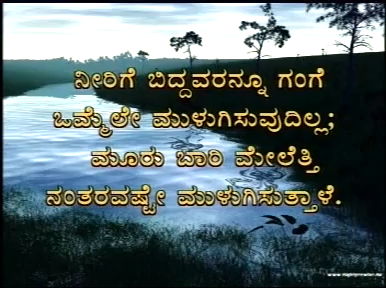 ನೀರಿಗೆ ಬಿದ್ದವರನ್ನೂ ಗಂಗೆ
ಒಮ್ಮೆಲೇ ಮುಳುಗಿಸುವುದಿಲ್ಲ;
ಮೂರು ಬಾರಿ ಮೇಲೆತ್ತಿ
ನಂತರವಷ್ಟೇ ಮುಳುಗಿಸುತ್ತಾಳೆ.